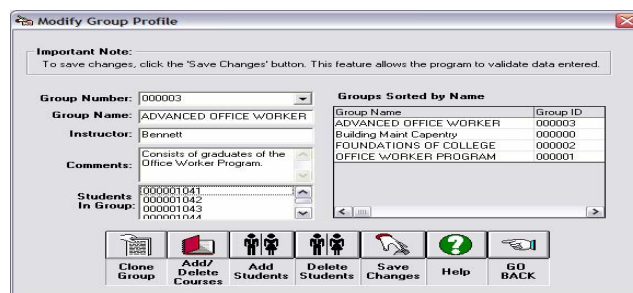 Modify Group Profile
Important Note:
To save changes, click the 'Save Changes' button. This feature allows the program to validate data entered.
Group Number: 000003
Group Name: ADVANCED OFFICE WORKER
Instructor: Bennett
Comments: Consists of graduates of the
Office Worker Program.
Students
In Group:
000001041
000001042
000001043
000001044
Groups Sorted by Name
Group Name Group ID
ADVANCED OFFICE WORKER 000003
Building Maint Capentry 000000
FOUNDATIONS OF COLLEGE 000002
OFFICE WORKER PROGRAM 000001
Clone
Group
Add/
Delete
Courses
Add
Students
Delete
Students
Save
Changes
Help
GO
BACK